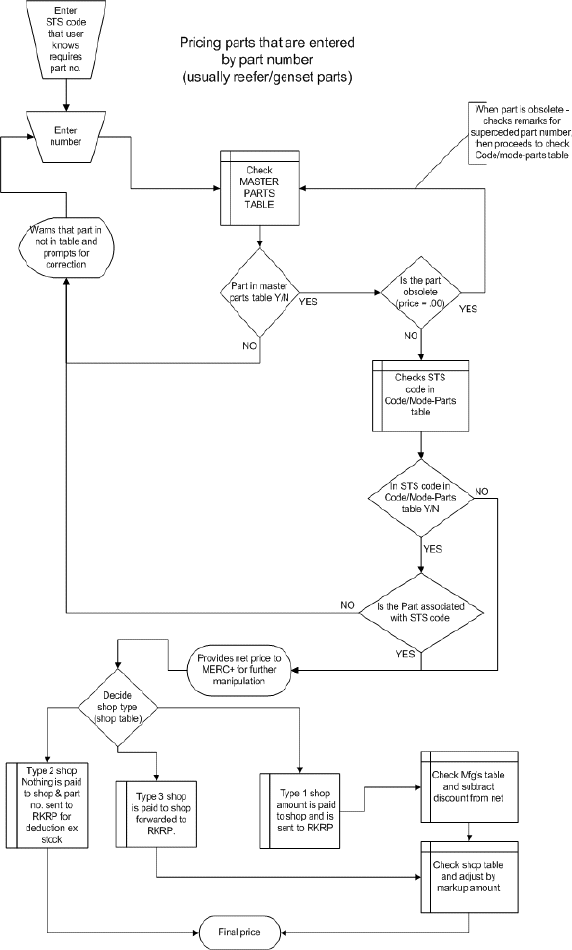 Enter
STS code
that user
knows
requires
part no.
Pricing parts that are entered
by part number
(usually reefer/genset parts)
Enter
number
When part is obsolete -
checks remarks for
superceded part number,
then proceeds to check
Code/mode-parts table
Check
MASTER
PARTS
TABLE
Warns that part in
not in table and
prompts for
correction
Part in master
parts table Y/N
YES
NO
Is the part
obsolete
(price = .00)
YES
NO
Checks STS
code in
Code/Mode-Parts
table
In STS code in
Code/Mode-Parts
table Y/N
NO
YES
Is the Part associated
with STS code
NO
YES
Provides ret price to
MERC+ for further
manipulation
Decide
shop type
(shop table)
Type 2 shop
Nothing is paid
to shop & part
no. sent to
RKRP for
deduction ex
stock
Type 3 shop
is paid to shop
forwarded to
RKRP.
Type 1 shop
amount is paid
to shop and is
sent to RKRP
Check Mfg's table
and subtract
discount from ret
Check shop table
and adjust by
markup amount
Final price